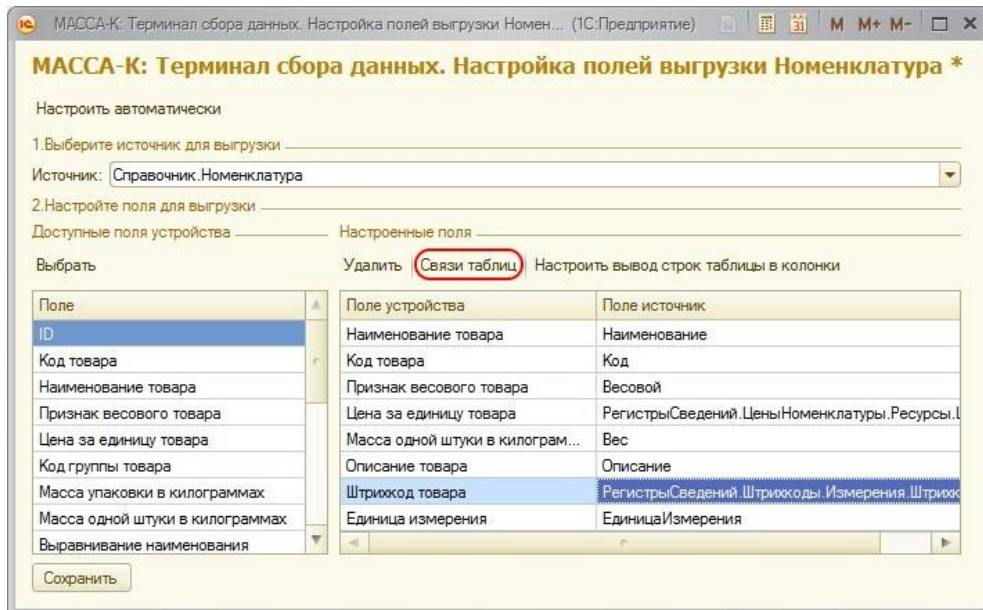 МАССА-К: Терминал сбора данных. Настройка полей выгрузки Номен... (1С:Предприятие) 31 M M+ M-
МАССА-К: Терминал сбора данных. Настройка полей выгрузки Номенклатура *
Настроить автоматически
1.Выберите источник для выгрузки
Источник: Справочник.Номенклатура
2.Настройте поля для выгрузки
Доступные поля устройства Настроенные поля
Выбрать Удалить Связи таблиц Настроить вывод строк таблицы в колонки
Поле Поле устройства Поле источник
ID Наименование товара Наименование
Код товара Код товара Код
Наименование товара Признак весового товара Весовой
Признак весового товара Цена за единицу товара РегистрыСведений.ЦеныНоменклатуры.Ресурсы.
Цена за единицу товара Масса одной штуки в килограм... Вес
Код группы товара Описание товара Описание
Масса упаковки в килограммах Штрихкод товара РегистрыСведений.Штрихкоды.Измерения.Штрихк
Масса одной штуки в килограммах Единица измерения ЕдиницаИзмерения
Выравнивание наименования
Сохранить